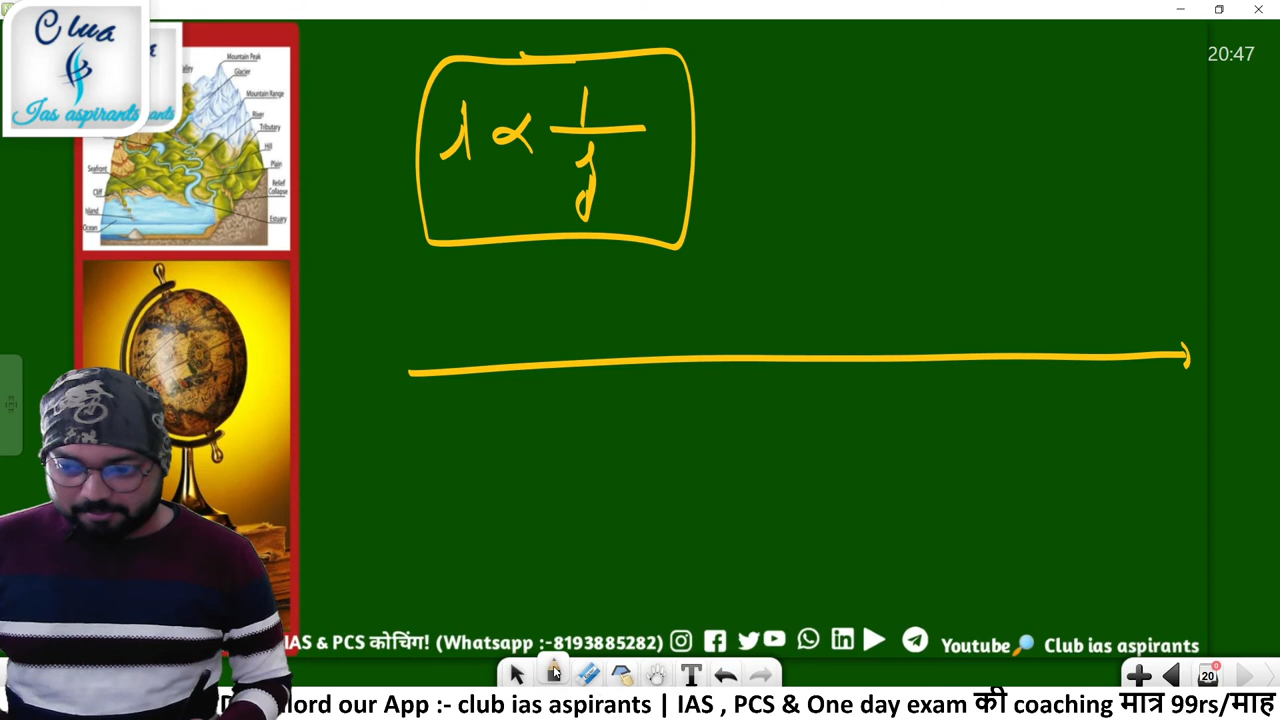 Club
Ias aspirants
Mountain Peak
Glacier
Mountain Range
River
Tributary
Hill
Plain
Seafront
Relief
Collapse
Cliff
Island
Estuary
Ocean
20:47
∝ 1
IAS & PCS कोचिंग! (Whatsapp :-8193885282)
Youtube Club ias aspirants
20
lord our App :- club ias aspirants | IAS , PCS & One day exam की coaching मात्र 99rs/माह